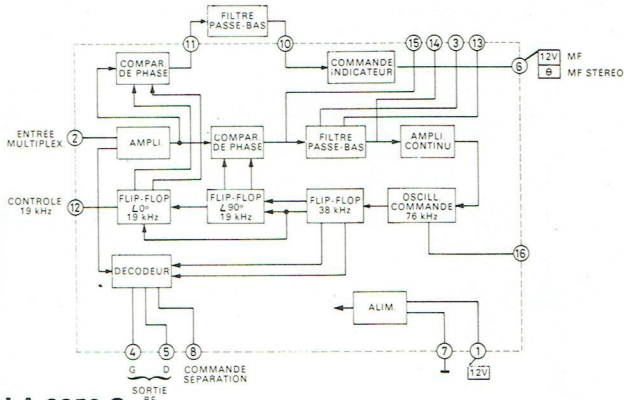 FILTRE
PASSE-BAS
11
10
15
14
3
13
COMPAR.
DE PHASE
COMMANDE
INDICATEUR
6
12V
MF
θ
MF STÉRÉO
ENTRÉE
MULTIPLEX.
2
AMPLI.
COMPAR
DE PHASE
FILTRE
PASSE-BAS
AMPLI.
CONTINU
CONTROLE
19 kHz
12
FLIP-FLOP
∠0°
19 kHz
FLIP-FLOP
∠90°
19 kHz
FLIP-FLOP
38 kHz
OSCILL.
COMMANDE
76 kHz
16
DECODEUR
ALIM.
4
5
8
7
1
G
D
COMMANDE
SEPARATION
12V
SORTIE